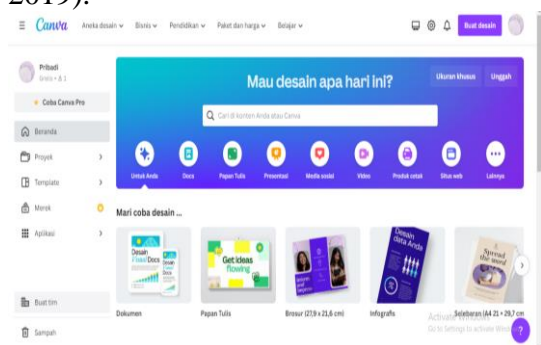 2019).
Canva
Aneka desain
Bisnis
Pendidikan
Paket dan harga
Belajar
Buat desain
Pribadi
Gratis • 1
Coba Canva Pro
Beranda
Proyek
Template
Merek
Aplikasi
Buat tim
Sampah
Mau desain apa hari ini?
Ukuran khusus
Unggah
Cari di konten Anda atau Canva
Untuk Anda
Docs
Papan Tulis
Presentasi
Media sosial
Video
Produk cetak
Situs web
Lainnya
Mari coba desain ...
Desain
Visual Docs
Get ideas
flowing
Desain
data Anda
Spread
the word
Dokumen
Papan Tulis
Brosur (27,9 x 21,6 cm)
Infografis
Selebaran (A4 21 × 29,7 cm
Activate Windows
Go to Settings to activate Windows
?